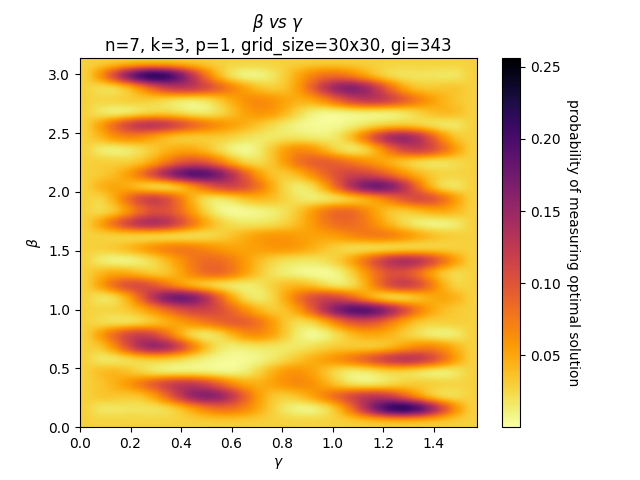 β vs γ
n=7, k=3, p=1, grid_size=30x30, gi=343
3.0
2.5
2.0
1.5
1.0
0.5
0.0
β
0.0 0.2 0.4 0.6 0.8 1.0 1.2 1.4
γ
0.25
0.20
0.15
0.10
0.05
probability of measuring optimal solution